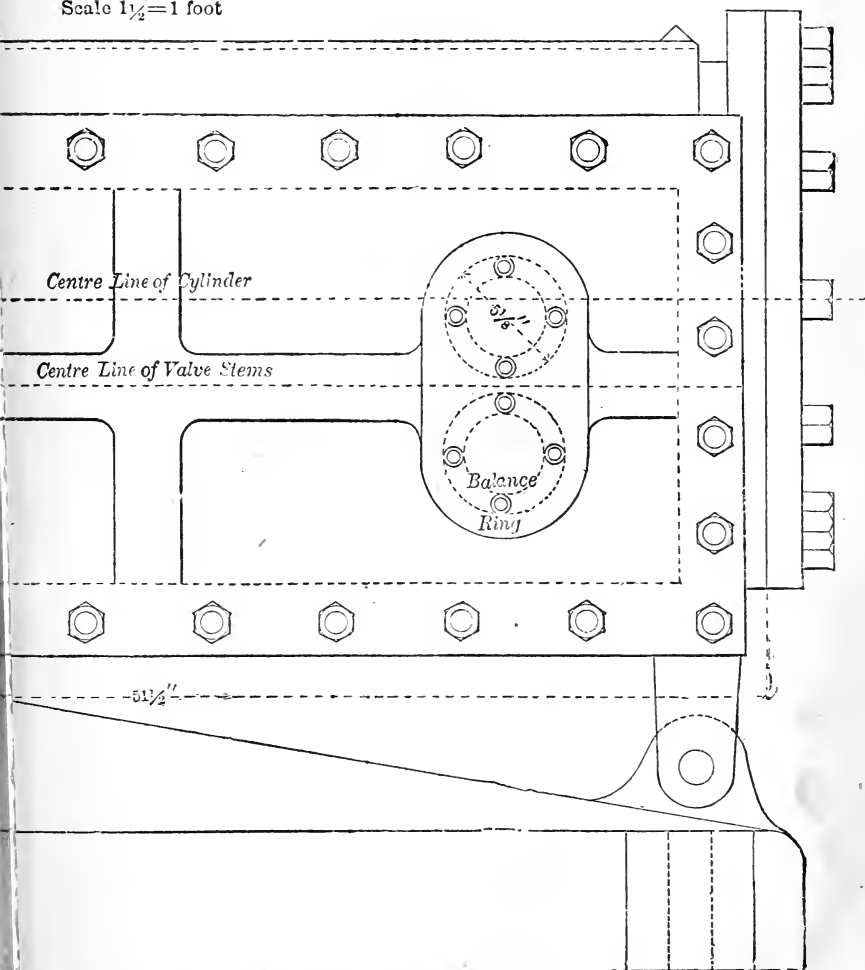 Scale 1½=1 foot
Centre Line of Cylinder
Centre Line of Valve Stems
Balance
Ring
51½"